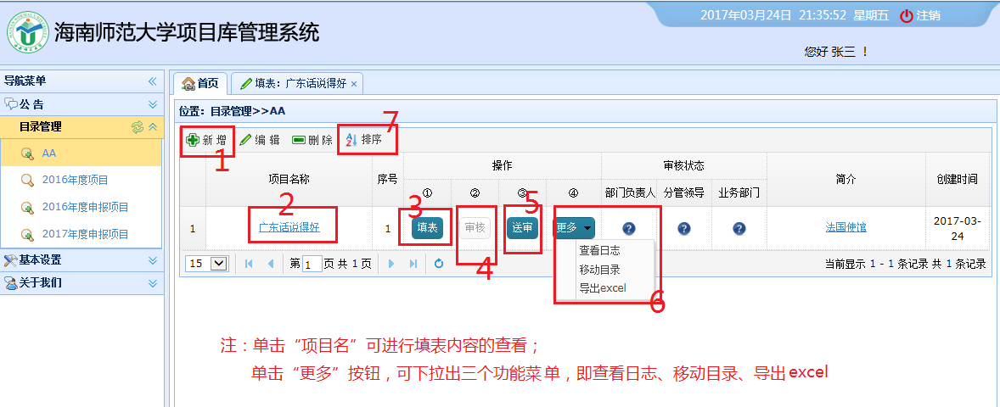 2017年03月24日 21:35:52 星期五 注销
海南师范大学项目库管理系统
您好 张三 ！
导航菜单
首页 填表：广东话说得好 ×
公 告
位置：目录管理>>AA
目录管理
新 增 编 辑 删 除 排序
1 7
AA
2016年度项目
2016年度申报项目
2017年度申报项目
基本设置
关于我们
项目名称 序号 操作 审核状态 简介 创建时间
① ② ③ ④ 部门负责人 分管领导 业务部门
2 3 5
1 广东话说得好 1 填表 审核 送审 更多 ? ? ? 法国使馆 2017-03-
24
查看日志
移动目录
导出excel
4 6
15 第 1 页 共 1 页 当前显示 1 - 1 条记录 共 1 条记录
注：单击“项目名”可进行填表内容的查看；
单击“更多”按钮，可下拉出三个功能菜单，即查看日志、移动目录、导出excel